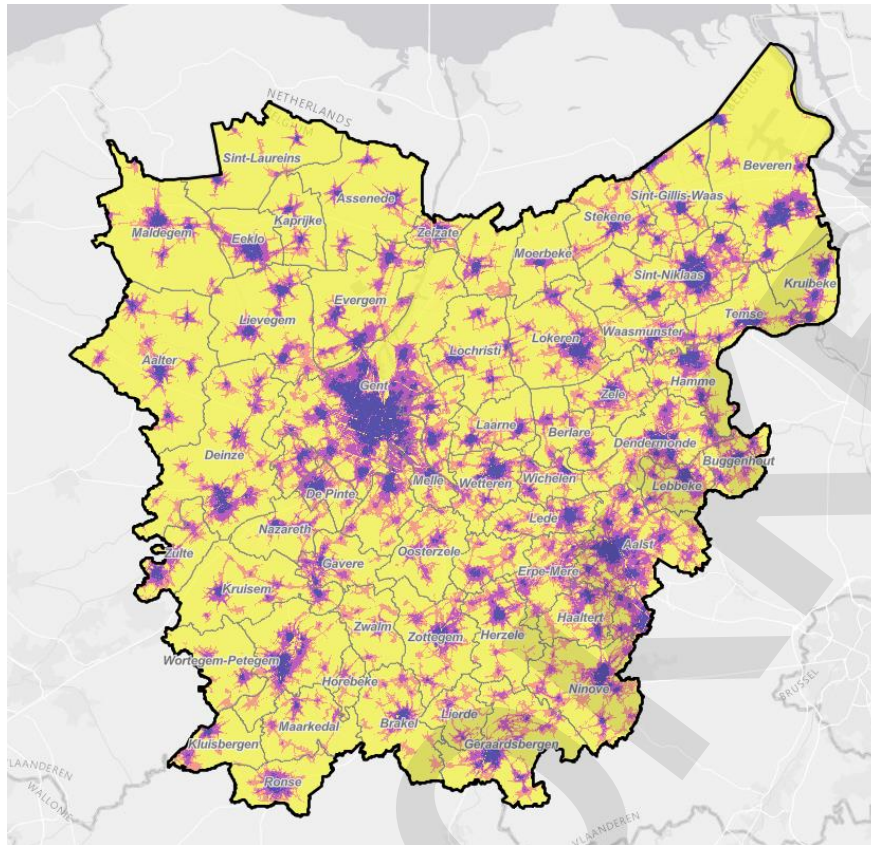 NETHERLANDS
BELGIUM
BELGIUM
Sint-Laureins
Beveren
Assenede
Sint-Gillis-Waas
Kaprijke
Stekene
Maldegem
Zelzate
Eeklo
Moerbeke
Sint-Niklaas
Kruibeke
Evergem
Lievegem
Temse
Waasmunster
Lokeren
Lochristi
Aalter
Hamme
Gent
Zele
Laarne
Berlare
Dendermonde
Deinze
Buggenhout
Melle
Wetteren
Wichelen
Lebbeke
De Pinte
Lede
Nazareth
Aalst
Zulte
Oosterzele
Gavere
Erpe-Mere
Kruisem
Haaltert
Zwalm
Zottegem
Herzele
Wortegem-Petegem
Horebeke
Ninove
BRUSSEL
Lierde
Maarkedal
Brakel
Kluisbergen
Geraardsbergen
VLAANDEREN
WALLONIE
Ronse
VLAANDEREN